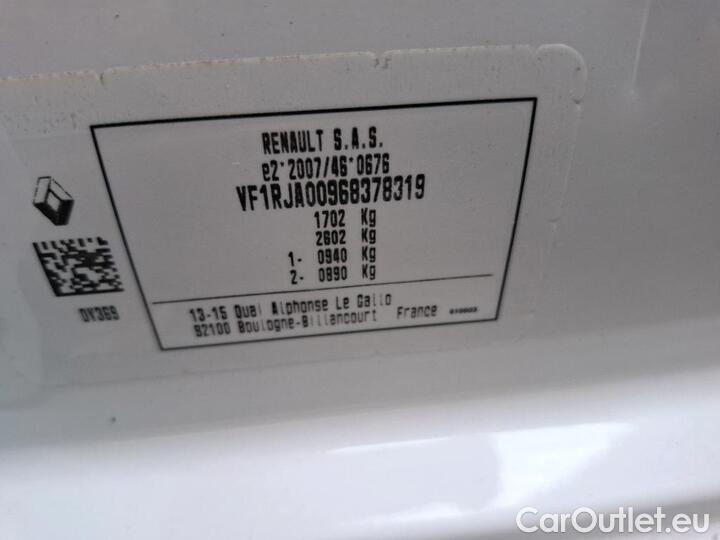 RENAULT S.A.S.
e2*2007/46*0676
VF1RJA00968378319
1702 Kg
2602 Kg
1- 0940 Kg
2- 0890 Kg
13-15 Quai Alphonse Le Gallo
92100 Boulogne-Billancourt France
DY369
CarOutlet.eu